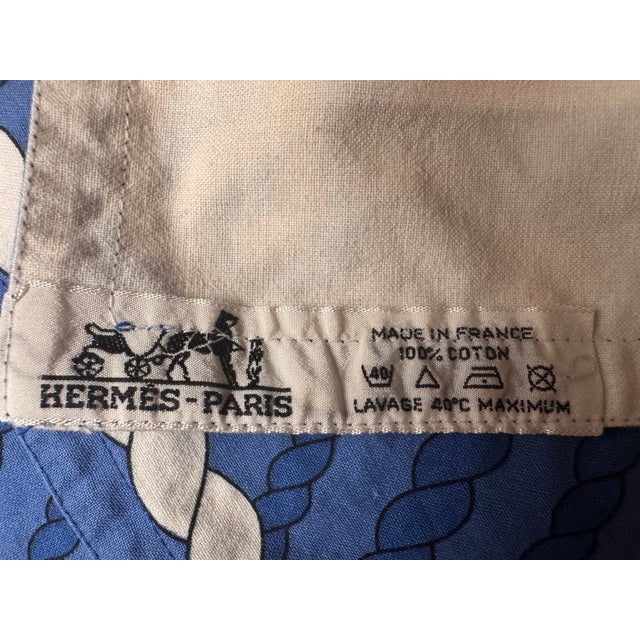 HERMÈS-PARIS
MADE IN FRANCE
100% COTON
40
LAVAGE 40°C MAXIMUM